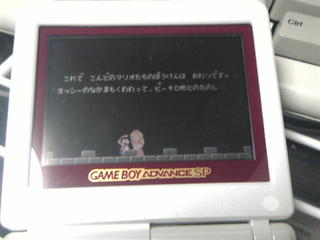 Ctrl
これで こんどのマリオたちのぼうけんは おわりです。
ヨッシーのなかまもくわわって、ピーチひめとのたのし
GAME BOY ADVANCE SP